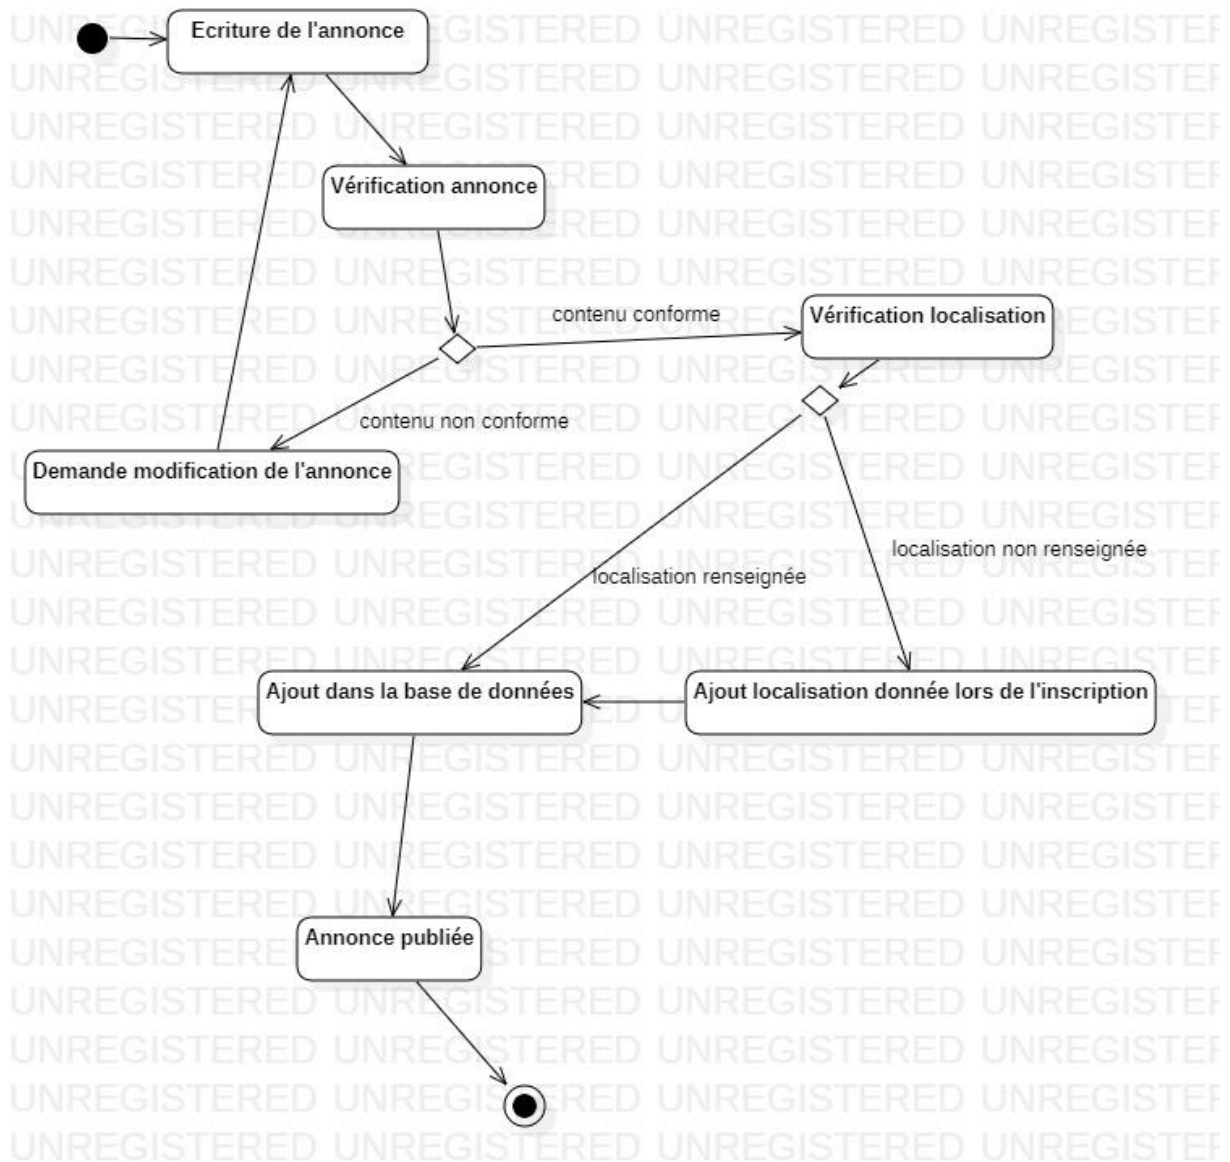 Ecriture de l'annonce
Vérification annonce
contenu conforme
Vérification localisation
contenu non conforme
Demande modification de l'annonce
localisation non renseignée
localisation renseignée
Ajout dans la base de données
Ajout localisation donnée lors de l'inscription
Annonce publiée
UNREGISTERED